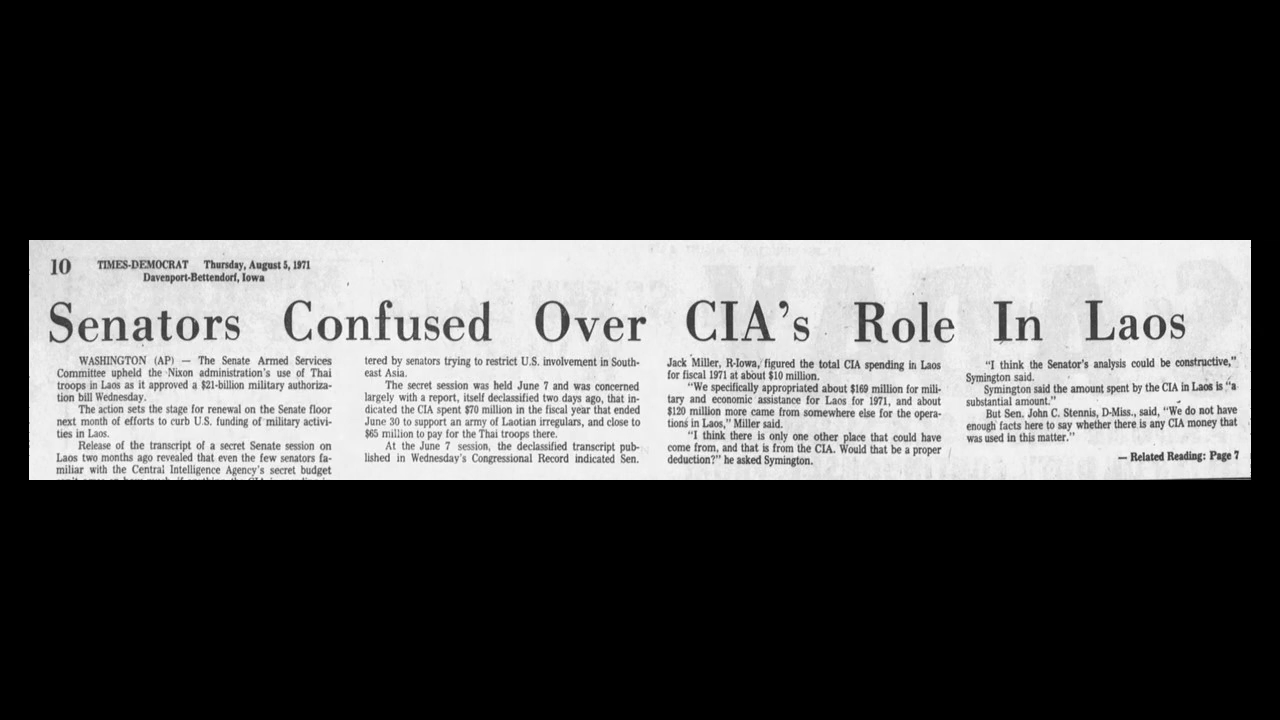 10 TIMES-DEMOCRAT Thursday, August 5, 1971
Davenport-Bettendorf, Iowa
Senators Confused Over CIA's Role In Laos
WASHINGTON (AP) — The Senate Armed Services
Committee upheld the Nixon administration's use of Thai
troops in Laos as it approved a $21-billion military authoriza-
tion bill Wednesday.
The action sets the stage for renewal on the Senate floor
next month of efforts to curb U.S. funding of military activi-
ties in Laos.
Release of the transcript of a secret Senate session on
Laos two months ago revealed that even the few senators fa-
miliar with the Central Intelligence Agency's secret budget
tered by senators trying to restrict U.S. involvement in South-
east Asia.
The secret session was held June 7 and was concerned
largely with a report, itself declassified two days ago, that in-
dicated the CIA spent $70 million in the fiscal year that ended
June 30 to support an army of Laotian irregulars, and close to
$65 million to pay for the Thai troops there.
At the June 7 session, the declassified transcript pub-
lished in Wednesday's Congressional Record indicated Sen.
Jack Miller, R-Iowa, figured the total CIA spending in Laos
for fiscal 1971 at about $10 million.
"We specifically appropriated about $169 million for mili-
tary and economic assistance for Laos for 1971, and about
$120 million more came from somewhere else for the opera-
tions in Laos," Miller said.
"I think there is only one other place that could have
come from, and that is from the CIA. Would that be a proper
deduction?" he asked Symington.
"I think the Senator's analysis could be constructive,"
Symington said.
Symington said the amount spent by the CIA in Laos is "a
substantial amount."
But Sen. John C. Stennis, D-Miss., said, "We do not have
enough facts here to say whether there is any CIA money that
was used in this matter."
— Related Reading: Page 7